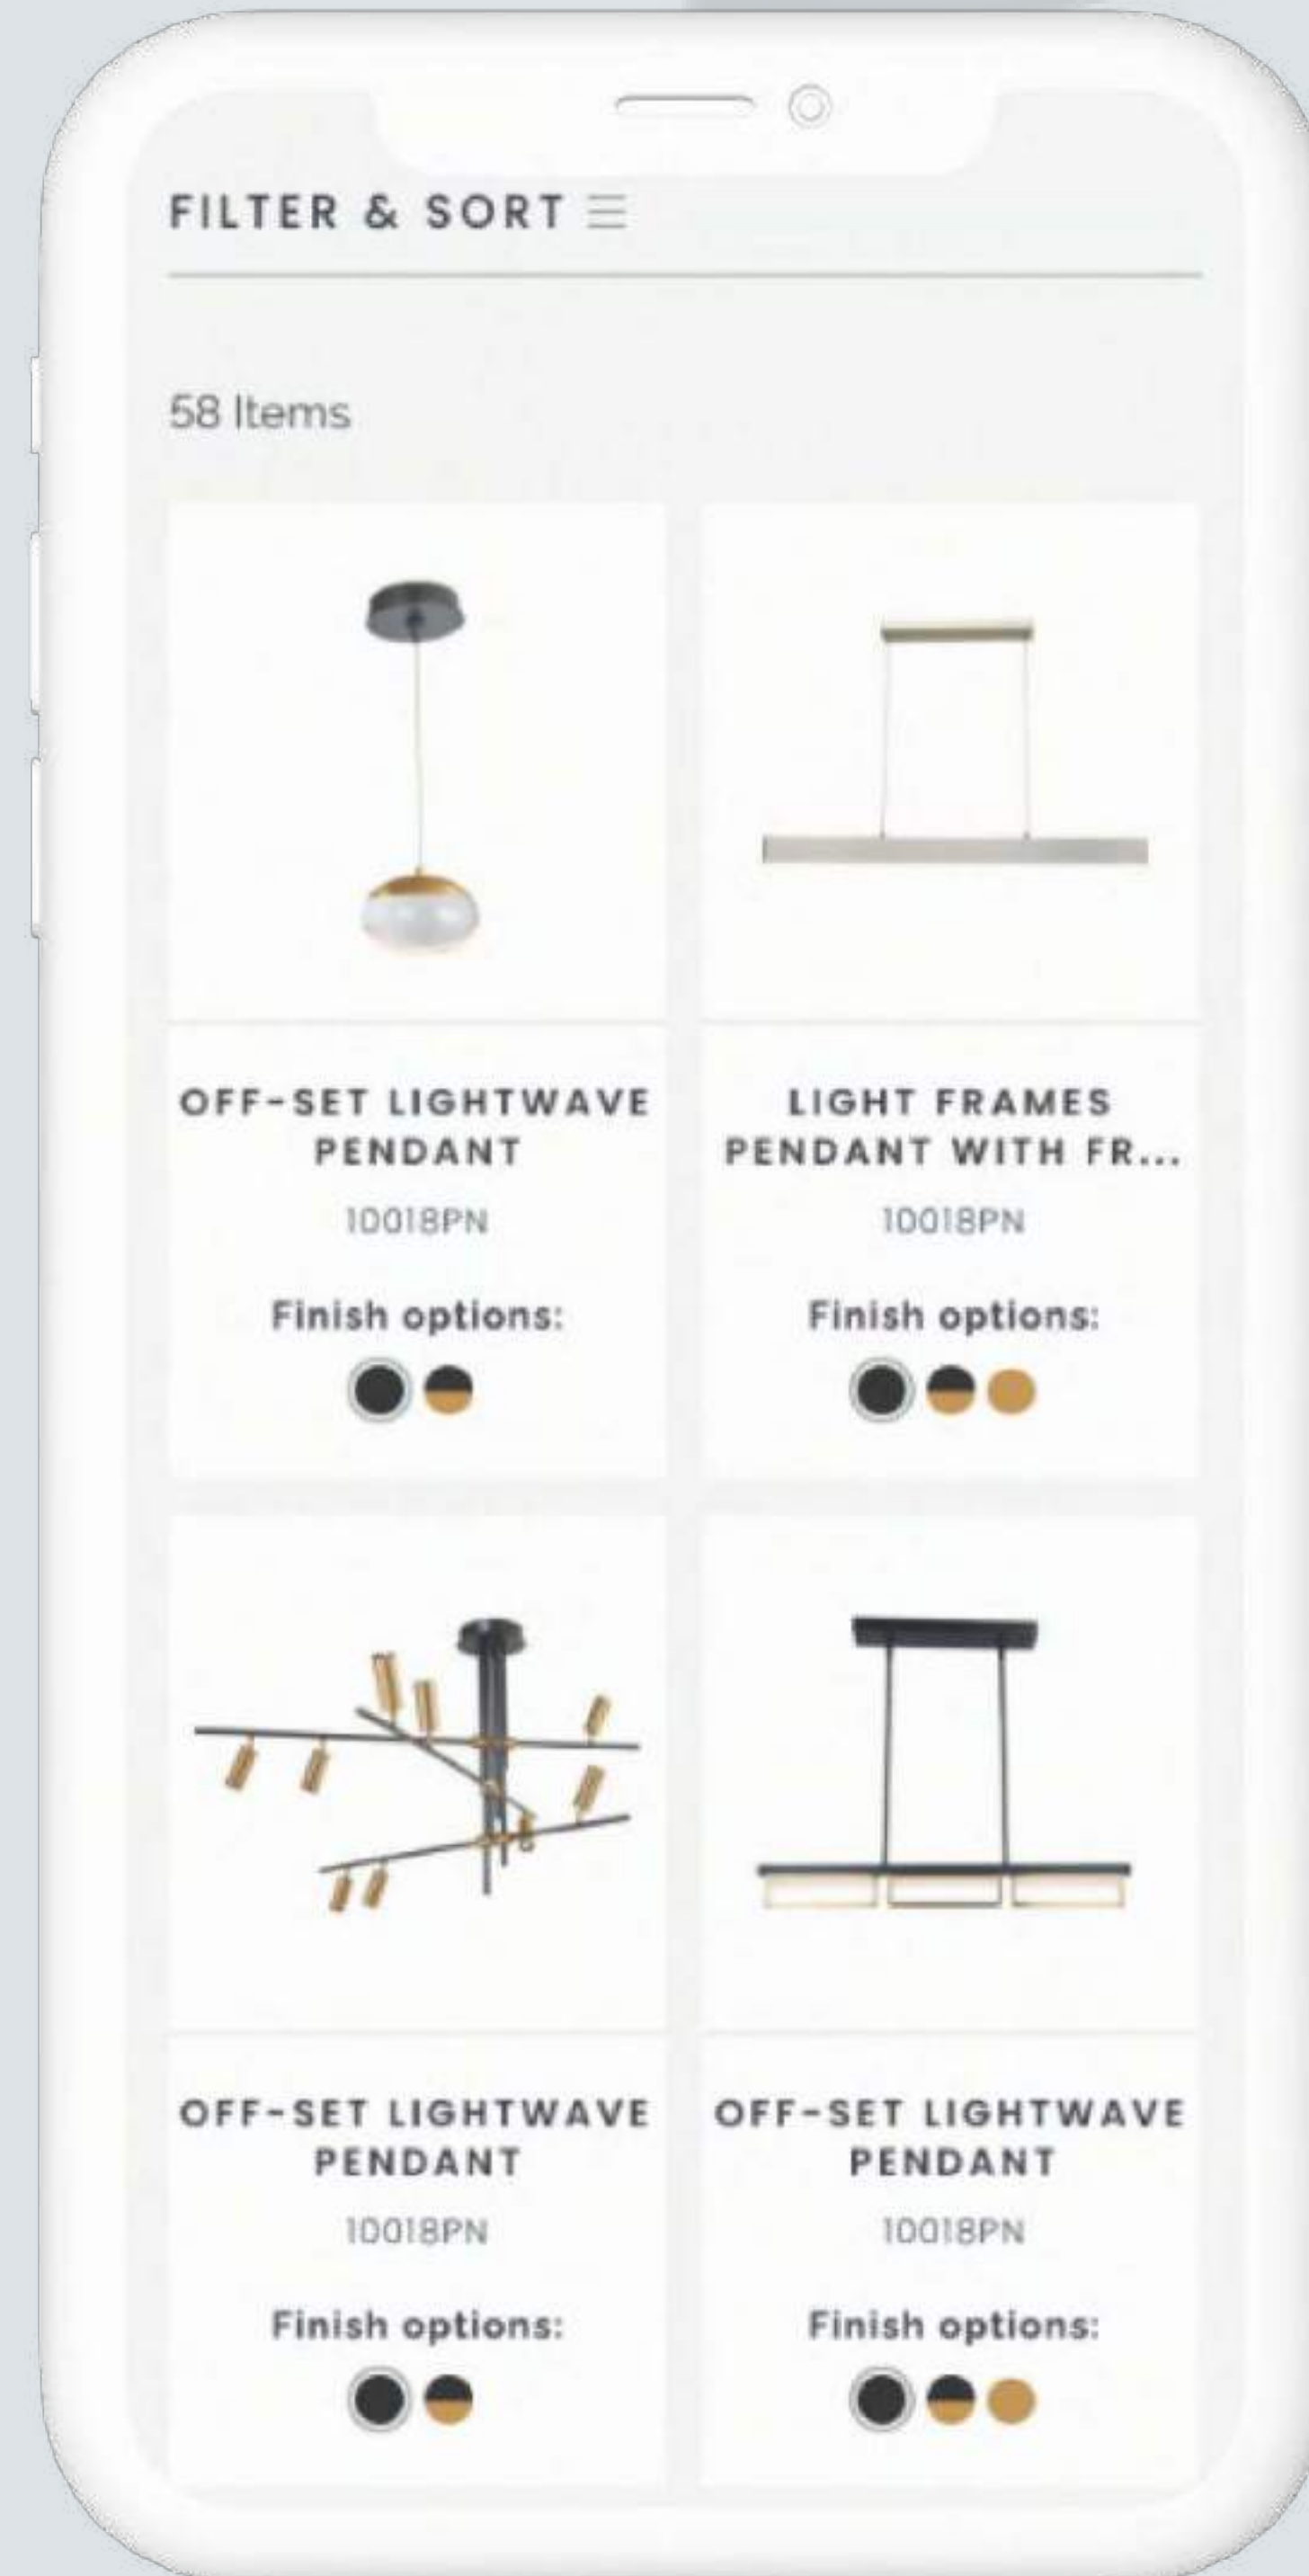 FILTER & SORT
58 Items
OFF-SET LIGHTWAVE
PENDANT
10018PN
Finish options:
LIGHT FRAMES
PENDANT WITH FR...
10018PN
Finish options:
OFF-SET LIGHTWAVE
PENDANT
10018PN
Finish options:
OFF-SET LIGHTWAVE
PENDANT
10018PN
Finish options: